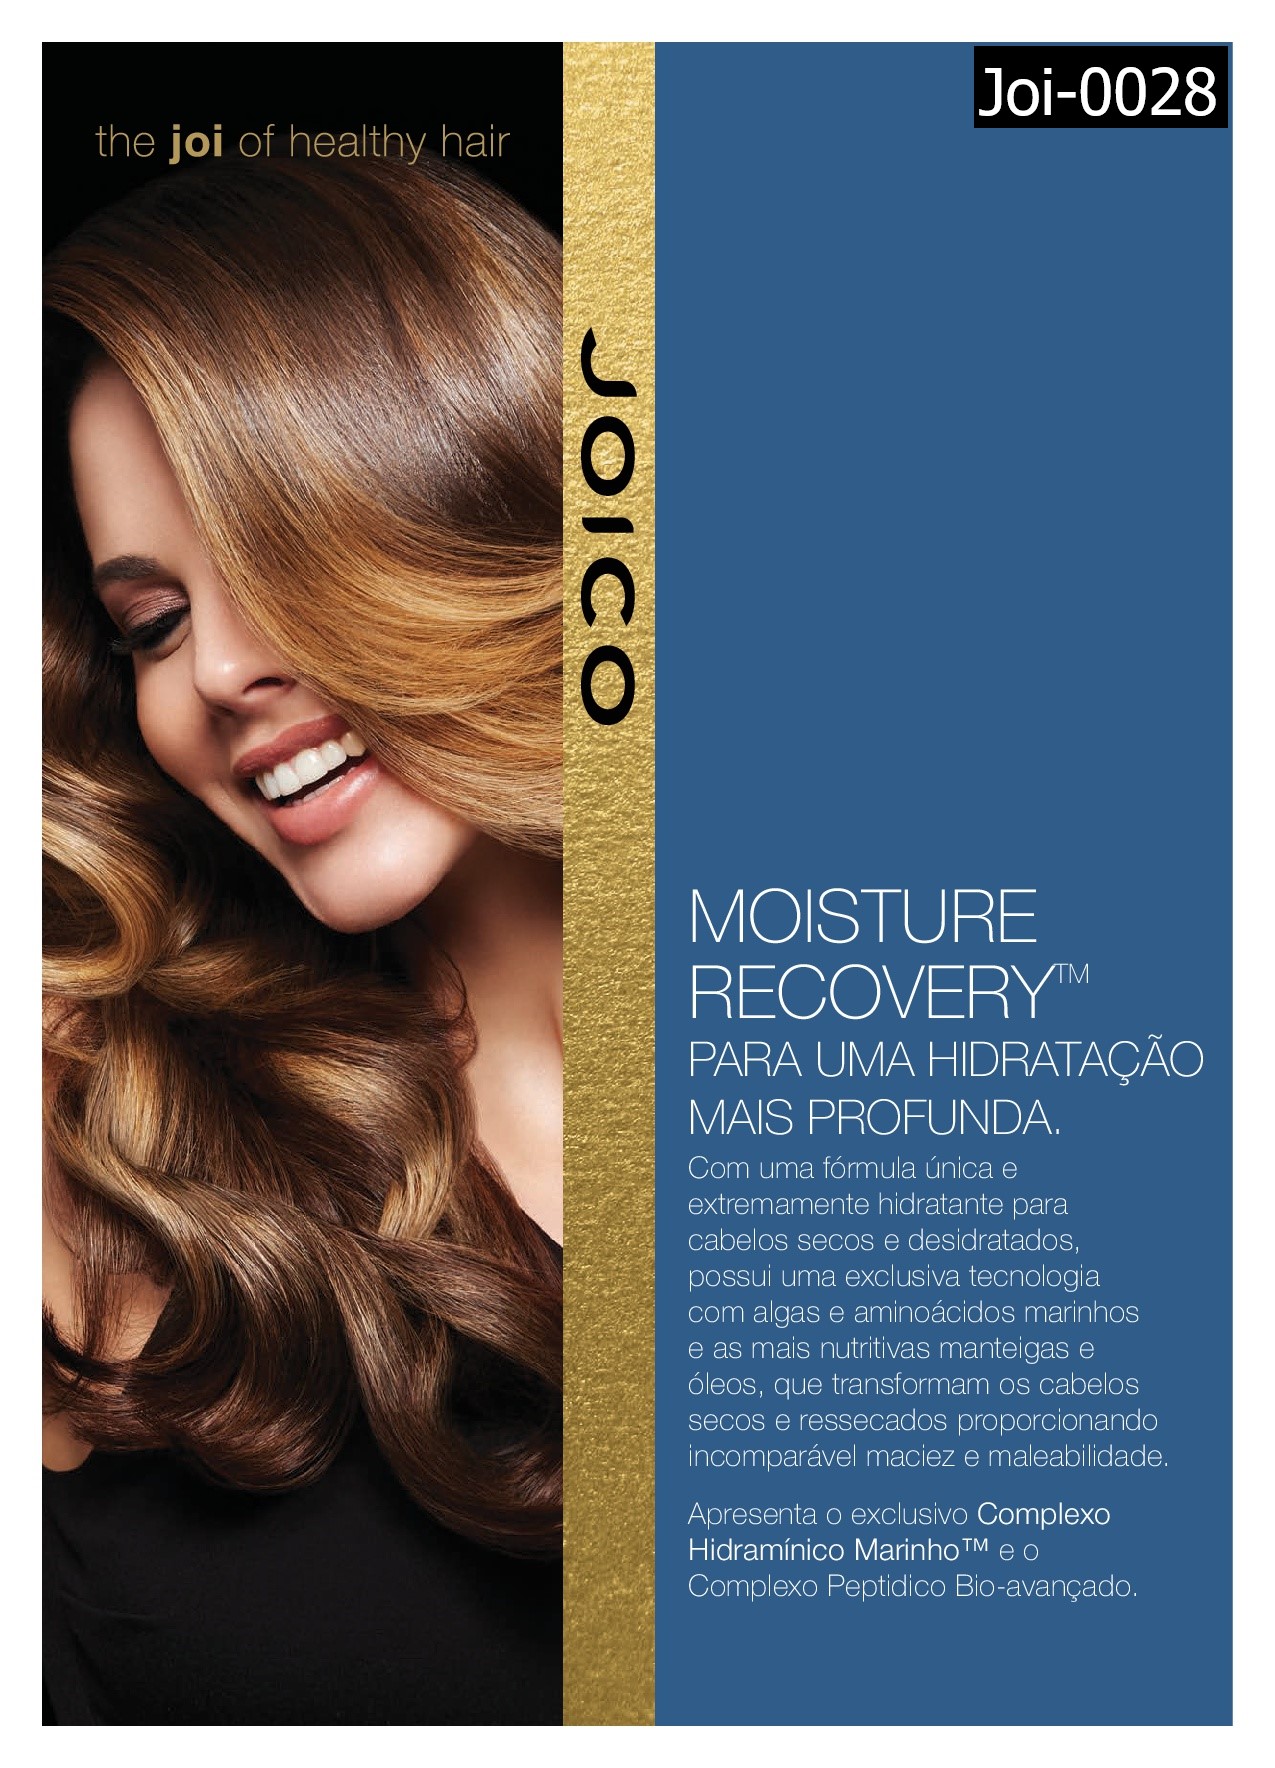 Joi-0028
the joi of healthy hair
JOICO
MOISTURE
RECOVERY™
PARA UMA HIDRATAÇÃO
MAIS PROFUNDA.
Com uma fórmula única e
extremamente hidratante para
cabelos secos e desidratados,
possui uma exclusiva tecnologia
com algas e aminoácidos marinhos
e as mais nutritivas manteigas e
óleos, que transformam os cabelos
secos e ressecados proporcionando
incomparável maciez e maleabilidade.
Apresenta o exclusivo Complexo
Hidramínico Marinho™ e o
Complexo Peptidico Bio-avançado.